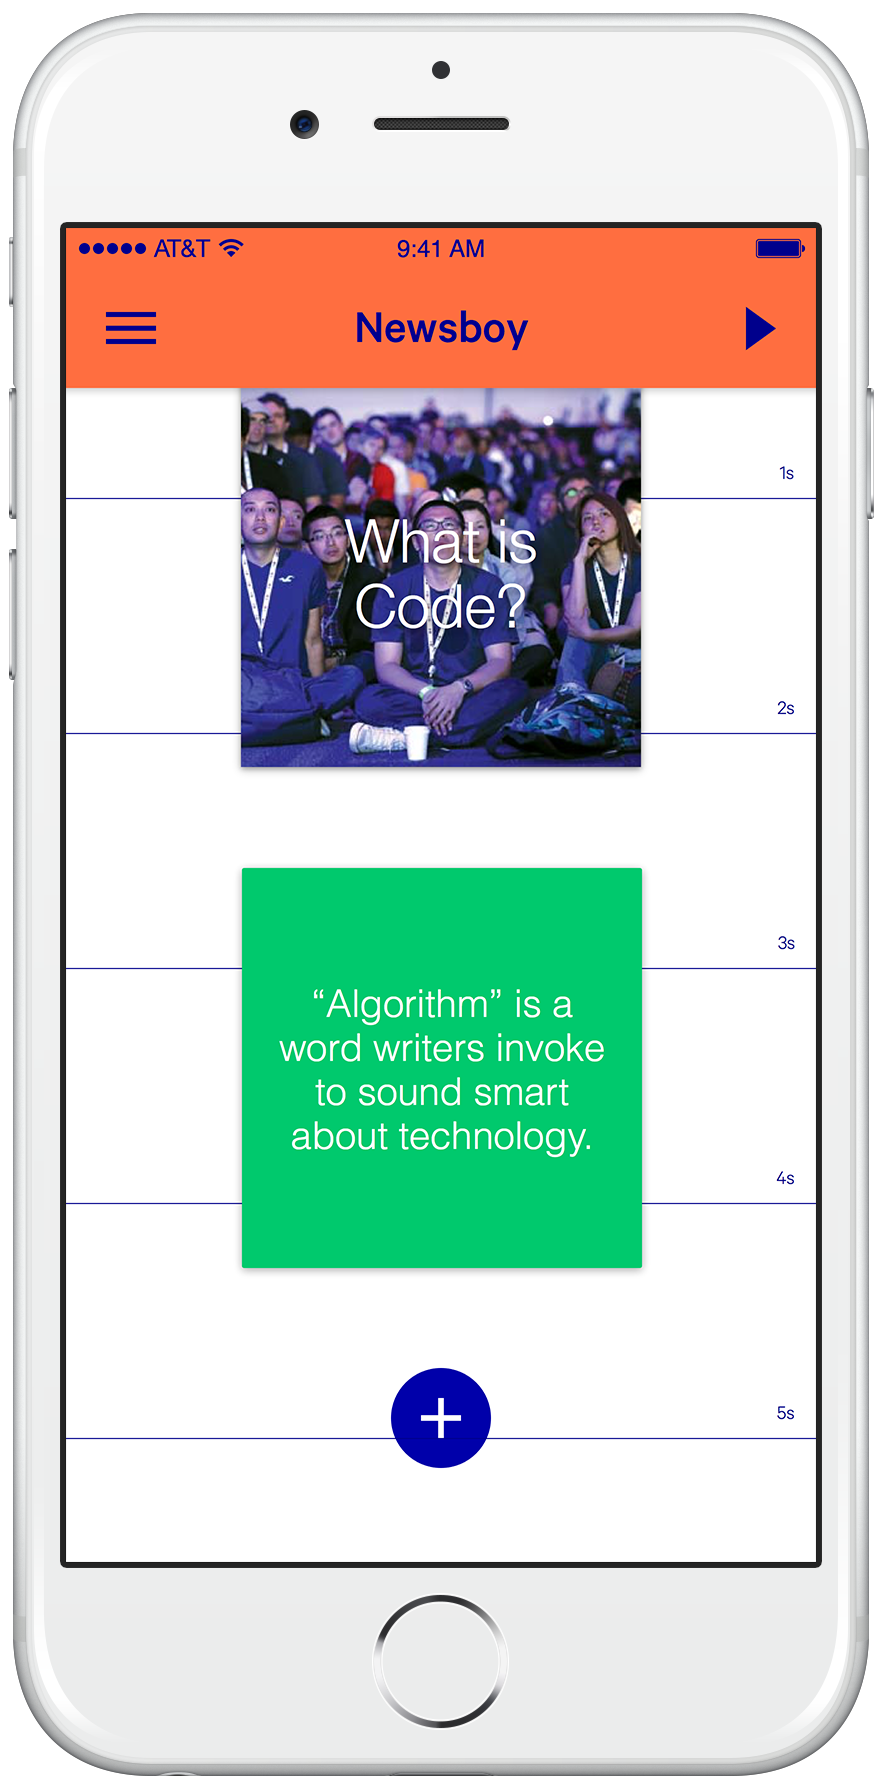 AT&T 9:41 AM
Newsboy
1s
What is
Code?
2s
3s
“Algorithm” is a
word writers invoke
to sound smart
about technology.
4s
5s